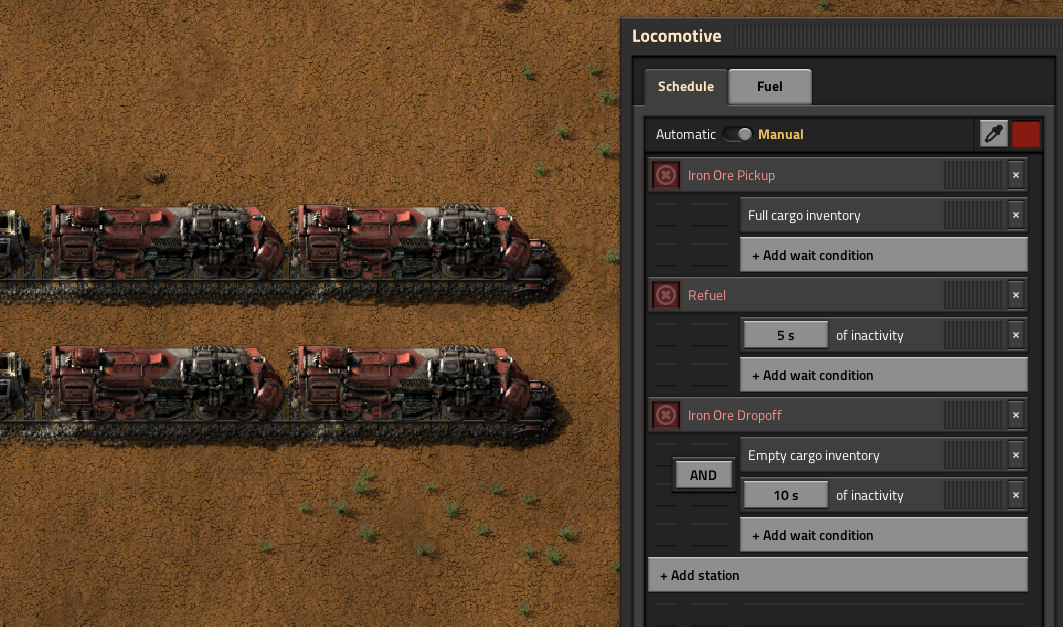 Locomotive
Schedule Fuel
Automatic Manual
Iron Ore Pickup
Full cargo inventory
+ Add wait condition
Refuel
5 s of inactivity
+ Add wait condition
Iron Ore Dropoff
Empty cargo inventory
AND
10 s of inactivity
+ Add wait condition
+ Add station